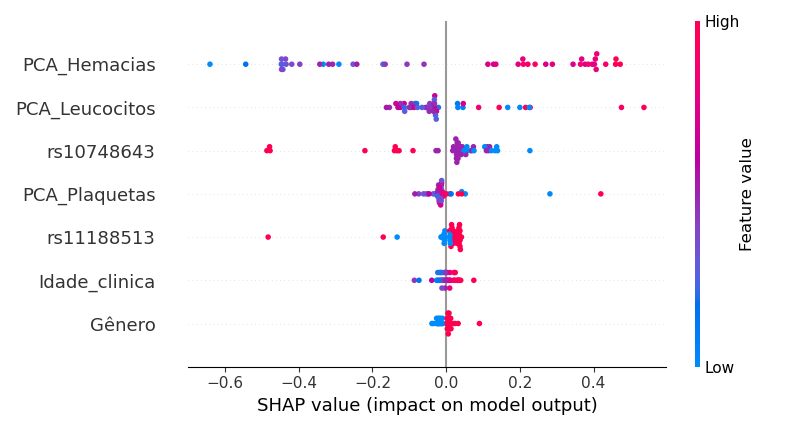 High
PCA_Hemacias
PCA_Leucocitos
rs10748643
PCA_Plaquetas
rs11188513
Idade_clinica
Gênero
Feature value
Low
−0.6 −0.4 −0.2 0.0 0.2 0.4
SHAP value (impact on model output)